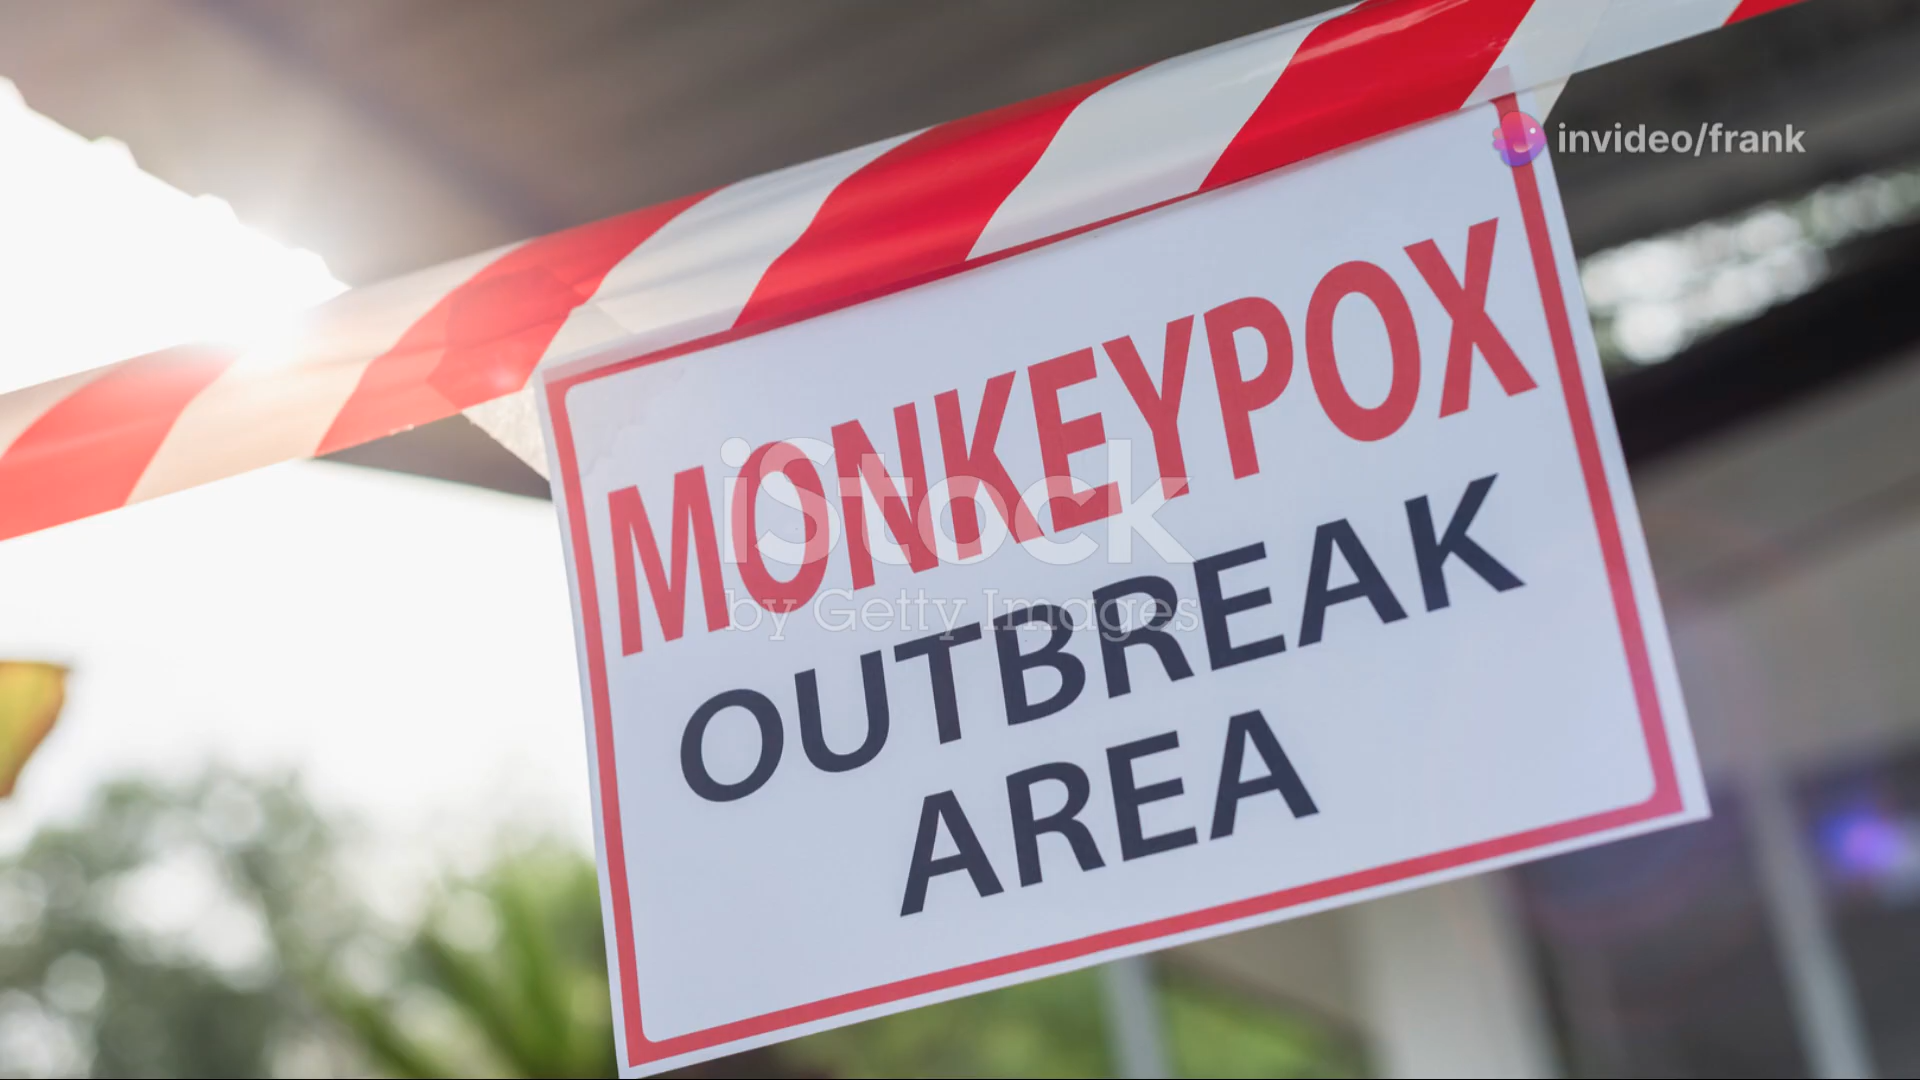 invideo/frank
MONKEYPOX
iStock
by Getty Images
OUTBREAK
AREA